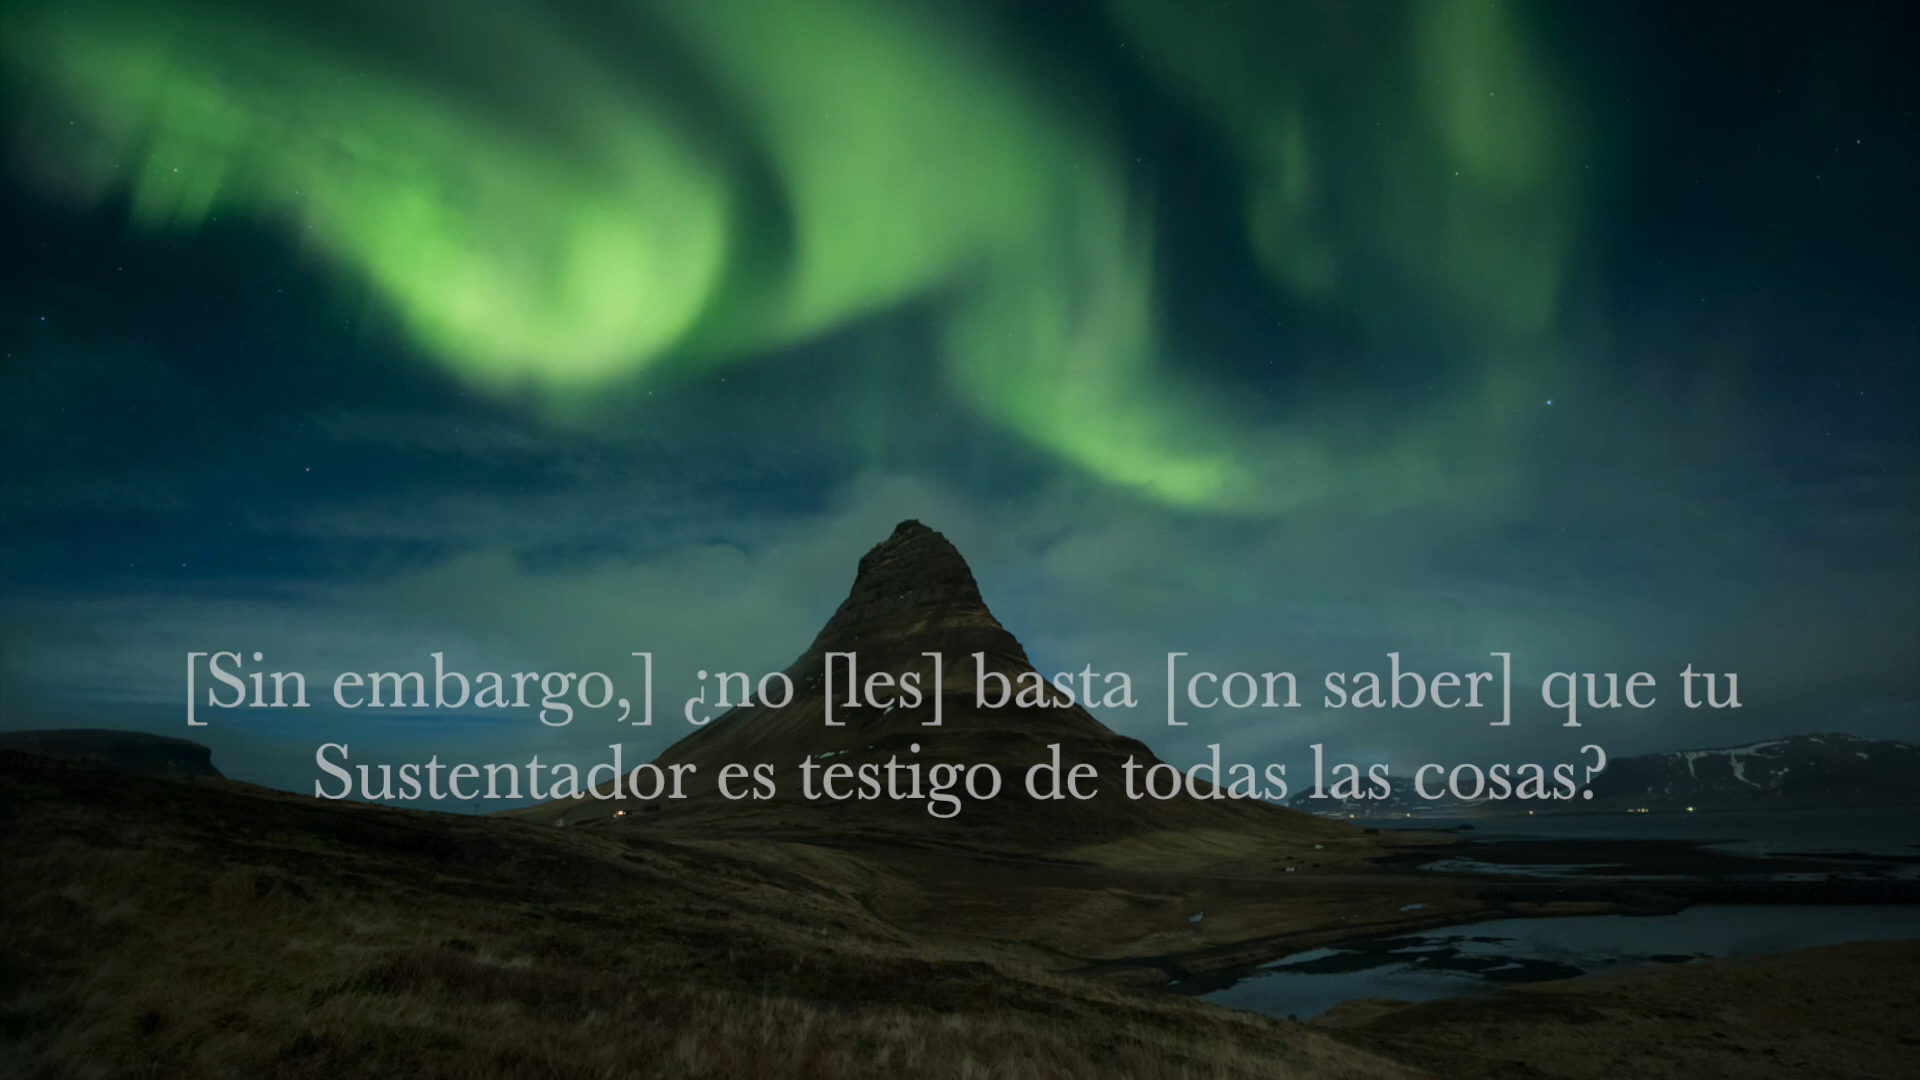 [Sin embargo,] ¿no [les] basta [con saber] que tu
Sustentador es testigo de todas las cosas?